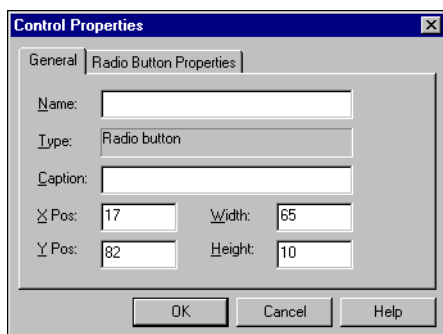 Control Properties
General Radio Button Properties
Name:
Type: Radio button
Caption:
X Pos: 17 Width: 65
Y Pos: 82 Height: 10
OK Cancel Help